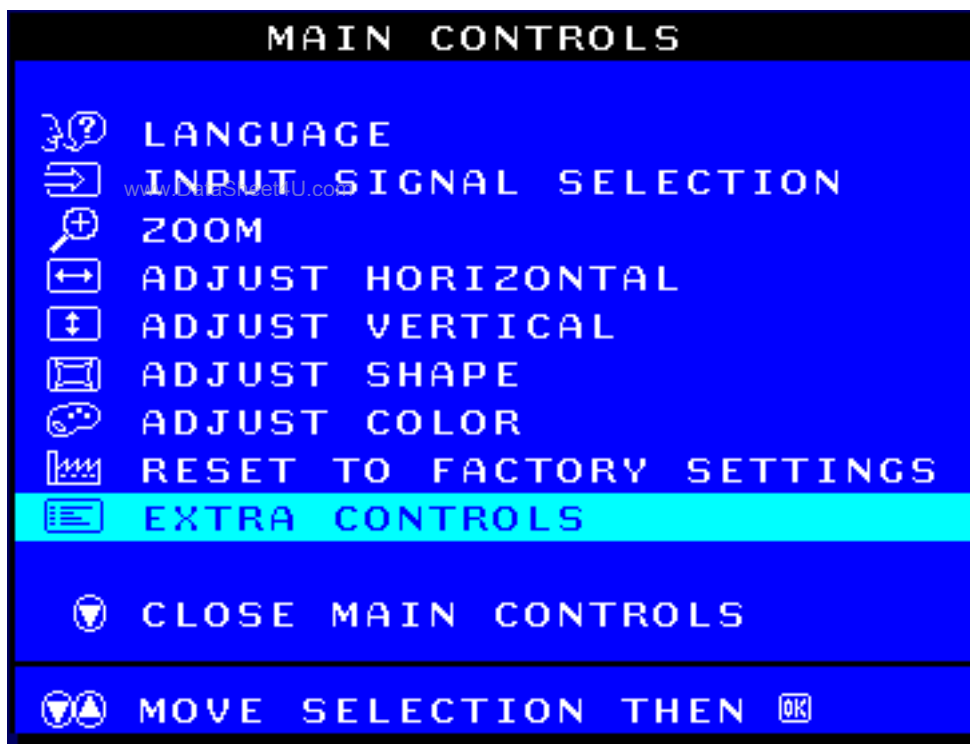 MAIN CONTROLS
LANGUAGE
INPUT SIGNAL SELECTION
www.DataSheet4U.com
ZOOM
ADJUST HORIZONTAL
ADJUST VERTICAL
ADJUST SHAPE
ADJUST COLOR
RESET TO FACTORY SETTINGS
EXTRA CONTROLS
CLOSE MAIN CONTROLS
MOVE SELECTION THEN OK